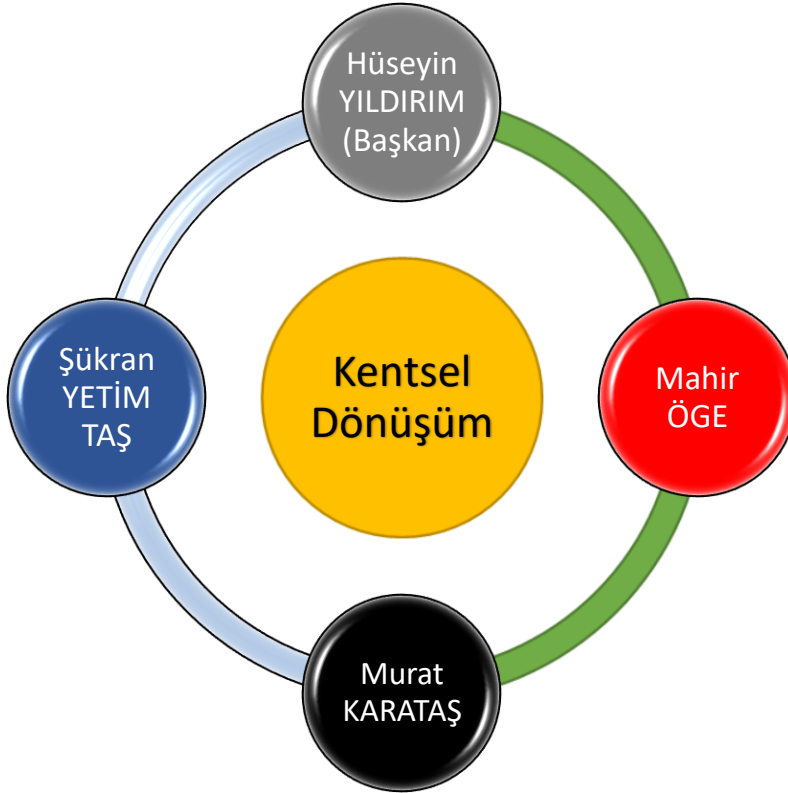 Hüseyin
YILDIRIM
(Başkan)
Şükran
YETİM
TAŞ
Kentsel
Dönüşüm
Mahir
ÖGE
Murat
KARATAŞ